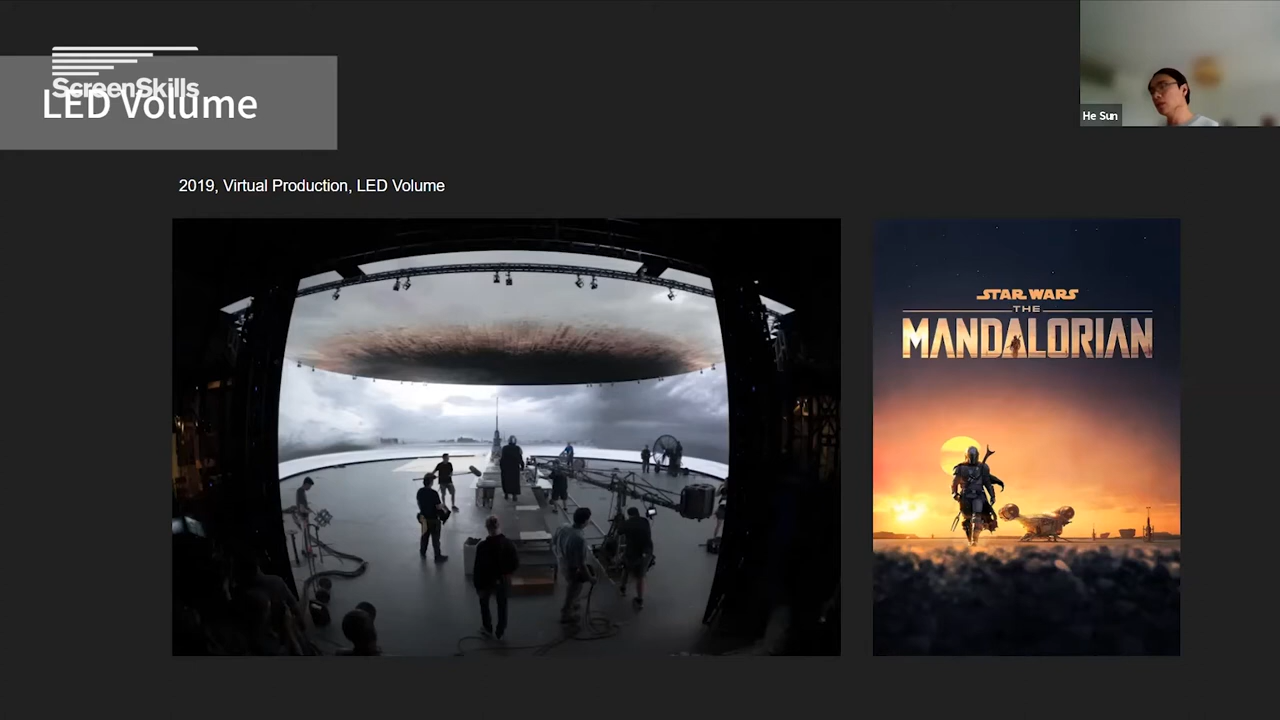 ScreenSkills
LED Volume
He Sun
2019, Virtual Production, LED Volume
STAR WARS
THE
MANDALORIAN